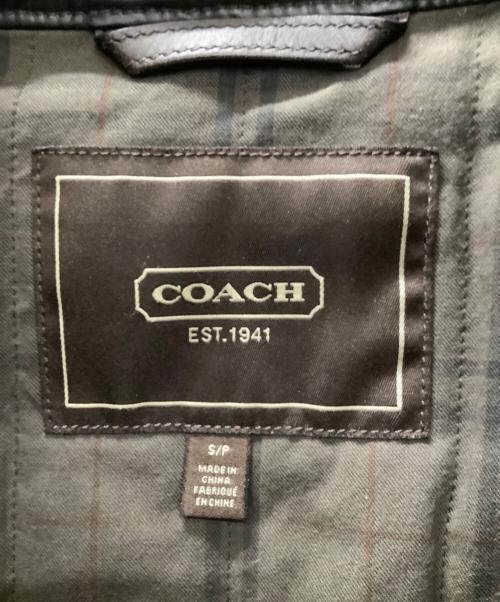 COACH
EST.1941
S/P
MADE IN
CHINA
FABRIQUÉ
EN CHINE